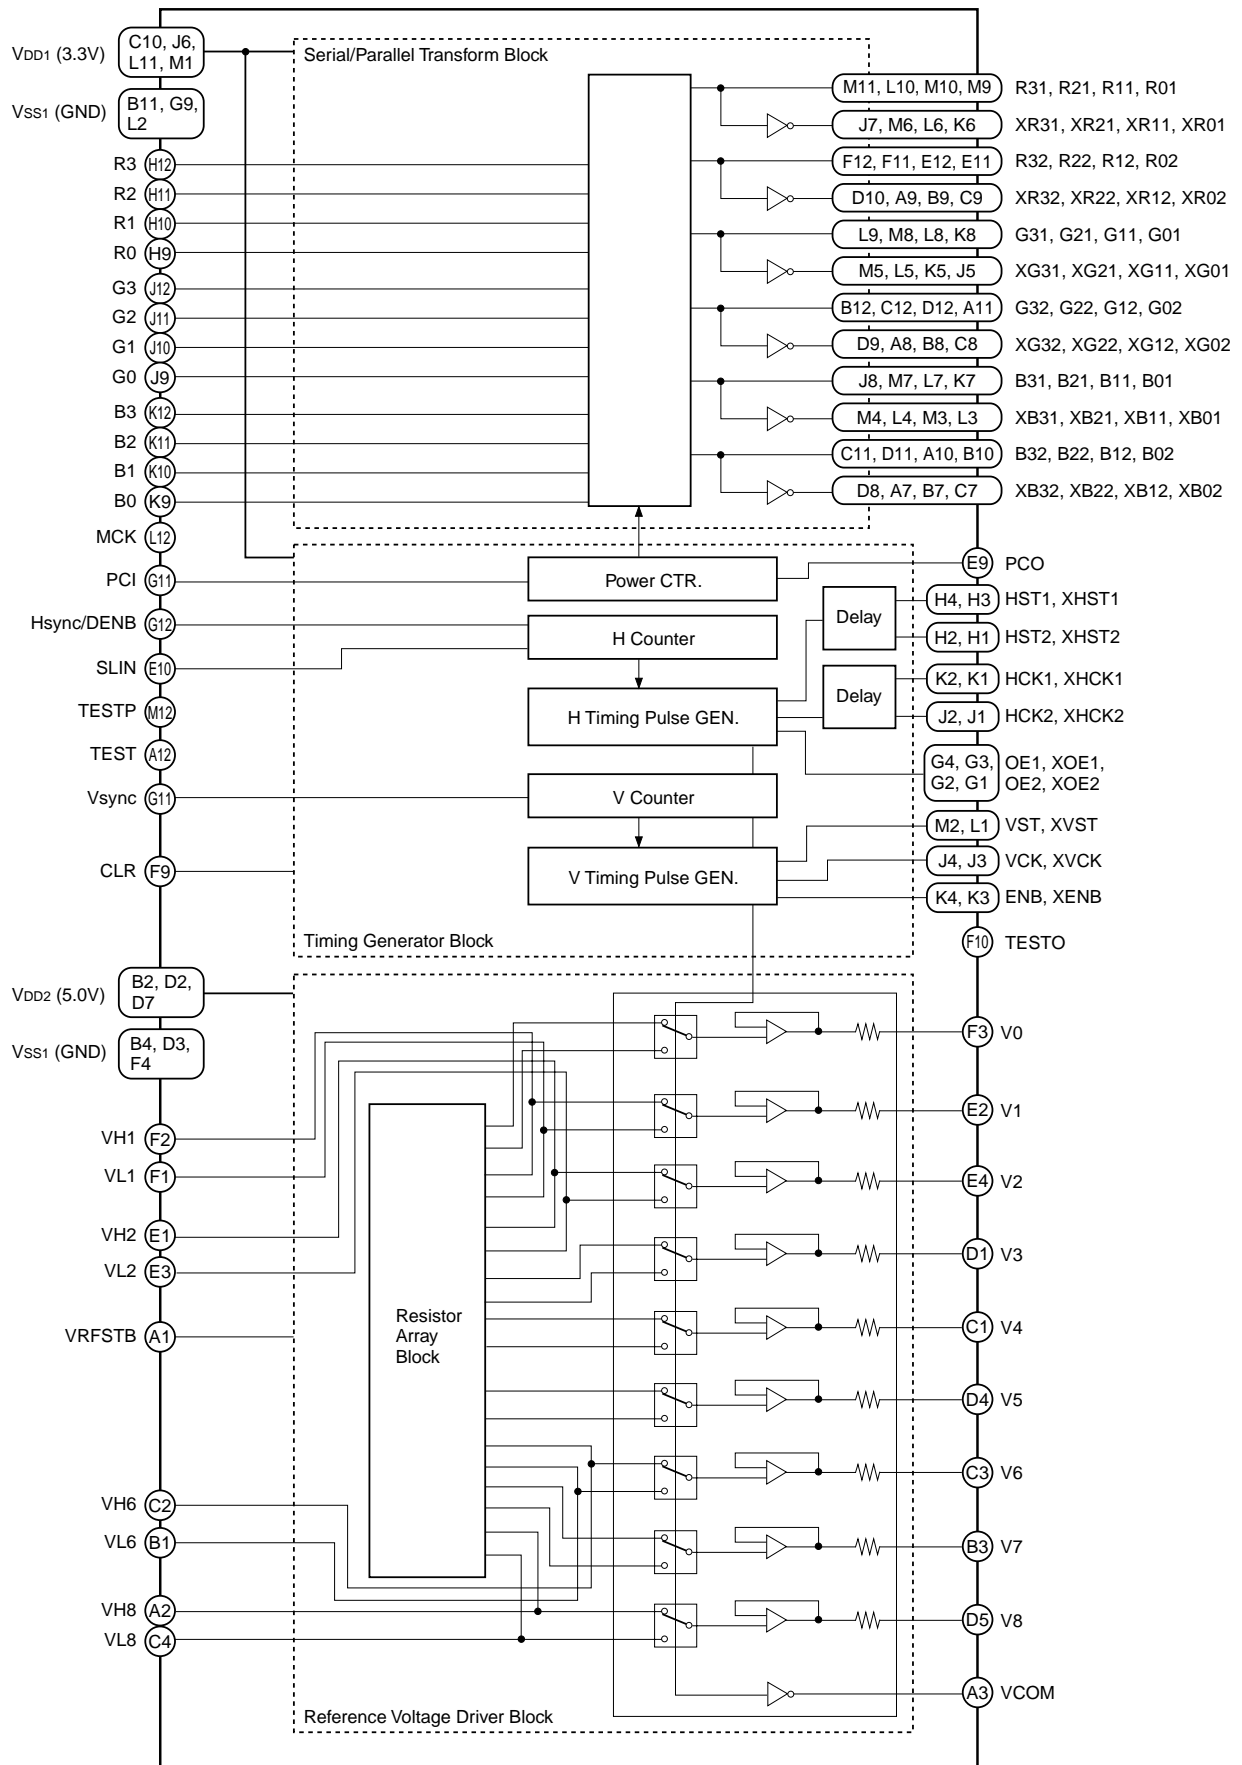 VDD1 (3.3V)
C10, J6,
L11, M1
VSS1 (GND)
B11, G9,
L2
R3 H12
R2 H11
R1 H10
R0 H9
G3 J12
G2 J11
G1 J10
G0 J9
B3 K12
B2 K11
B1 K10
B0 K9
MCK L12
PCI G11
Hsync/DENB G12
SLIN E10
TESTP M12
TEST A12
Vsync G11
CLR F9
VDD2 (5.0V)
B2, D2,
D7
VSS1 (GND)
B4, D3,
F4
VH1 F2
VL1 F1
VH2 E1
VL2 E3
VRFSTB A1
VH6 C2
VL6 B1
VH8 A2
VL8 C4
Serial/Parallel Transform Block
Power CTR.
H Counter
H Timing Pulse GEN.
V Counter
V Timing Pulse GEN.
Delay
Delay
Timing Generator Block
Resistor
Array
Block
Reference Voltage Driver Block
M11, L10, M10, M9 R31, R21, R11, R01
J7, M6, L6, K6 XR31, XR21, XR11, XR01
F12, F11, E12, E11 R32, R22, R12, R02
D10, A9, B9, C9 XR32, XR22, XR12, XR02
L9, M8, L8, K8 G31, G21, G11, G01
M5, L5, K5, J5 XG31, XG21, XG11, XG01
B12, C12, D12, A11 G32, G22, G12, G02
D9, A8, B8, C8 XG32, XG22, XG12, XG02
J8, M7, L7, K7 B31, B21, B11, B01
M4, L4, M3, L3 XB31, XB21, XB11, XB01
C11, D11, A10, B10 B32, B22, B12, B02
D8, A7, B7, C7 XB32, XB22, XB12, XB02
E9 PCO
H4, H3 HST1, XHST1
H2, H1 HST2, XHST2
K2, K1 HCK1, XHCK1
J2, J1 HCK2, XHCK2
G4, G3, OE1, XOE1,
G2, G1 OE2, XOE2
M2, L1 VST, XVST
J4, J3 VCK, XVCK
K4, K3 ENB, XENB
F10 TESTO
F3 V0
E2 V1
E4 V2
D1 V3
C1 V4
D4 V5
C3 V6
B3 V7
D5 V8
A3 VCOM